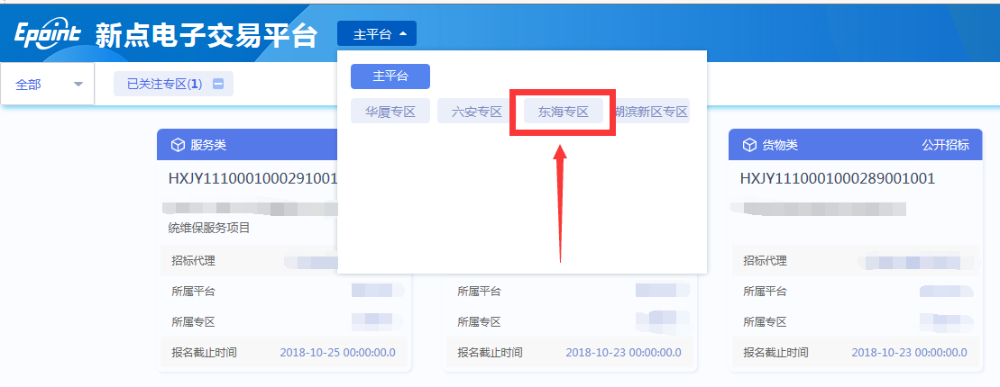 Epoint 新点电子交易平台 主平台
全部 已关注专区(1)
主平台
华厦专区 六安专区 东海专区 湖滨新区专区
服务类
HXJY1110001000291001
统维保服务项目
招标代理
所属平台
所属专区
报名截止时间 2018-10-25 00:00:00.0
所属平台
所属专区
报名截止时间 2018-10-23 00:00:00.0
货物类 公开招标
HXJY1110001000289001001
招标代理
所属平台
所属专区
报名截止时间 2018-10-23 00:00:00.0